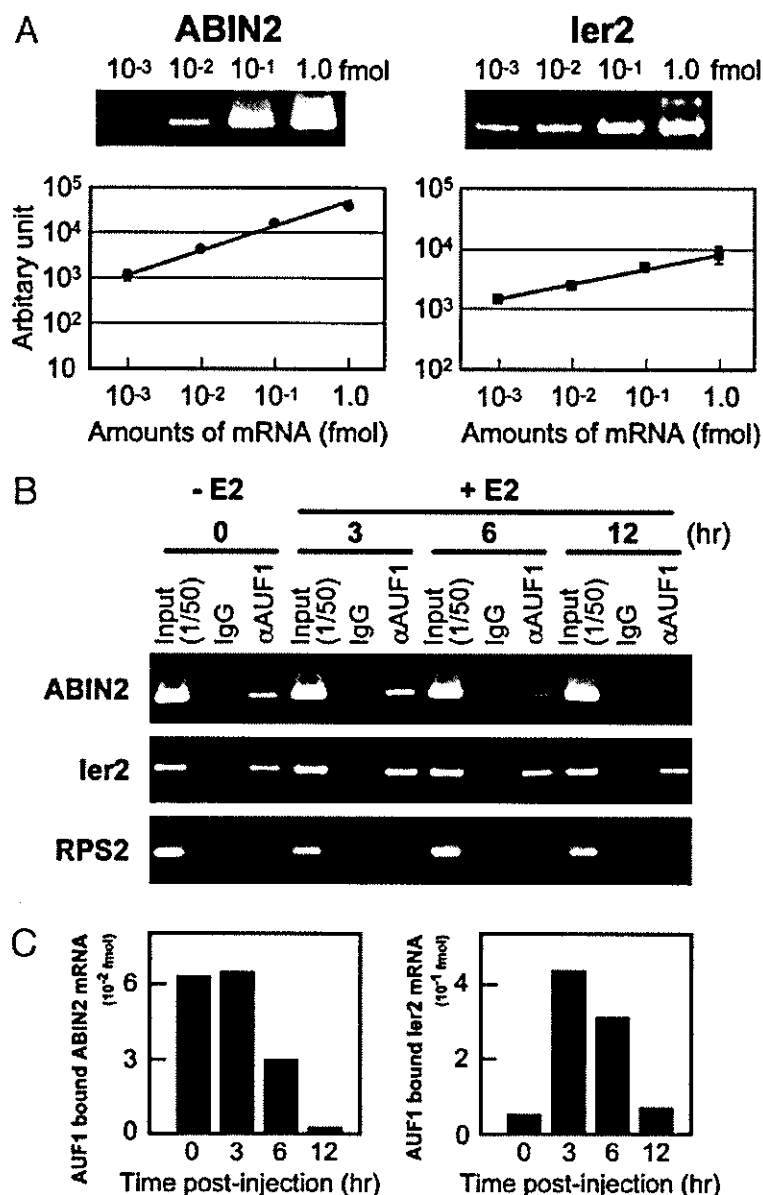 A
ABIN2
Ier2
10-3 10-2 10-1 1.0 fmol
10-3 10-2 10-1 1.0 fmol
Arbitary unit
105
104
103
102
10
10-3 10-2 10-1 1.0
Amounts of mRNA (fmol)
105
104
103
102
10-3 10-2 10-1 1.0
Amounts of mRNA (fmol)
B
- E2
+ E2
0 3 6 12 (hr)
Input (1/50) IgG αAUF1 Input (1/50) IgG αAUF1 Input (1/50) IgG αAUF1 Input (1/50) IgG αAUF1
ABIN2
Ier2
RPS2
C
AUF1 bound ABIN2 mRNA
(10-2 fmol)
6
3
0
0 3 6 12
Time post-injection (hr)
AUF1 bound Ier2 mRNA
(10-1 fmol)
4
2
0
0 3 6 12
Time post-injection (hr)